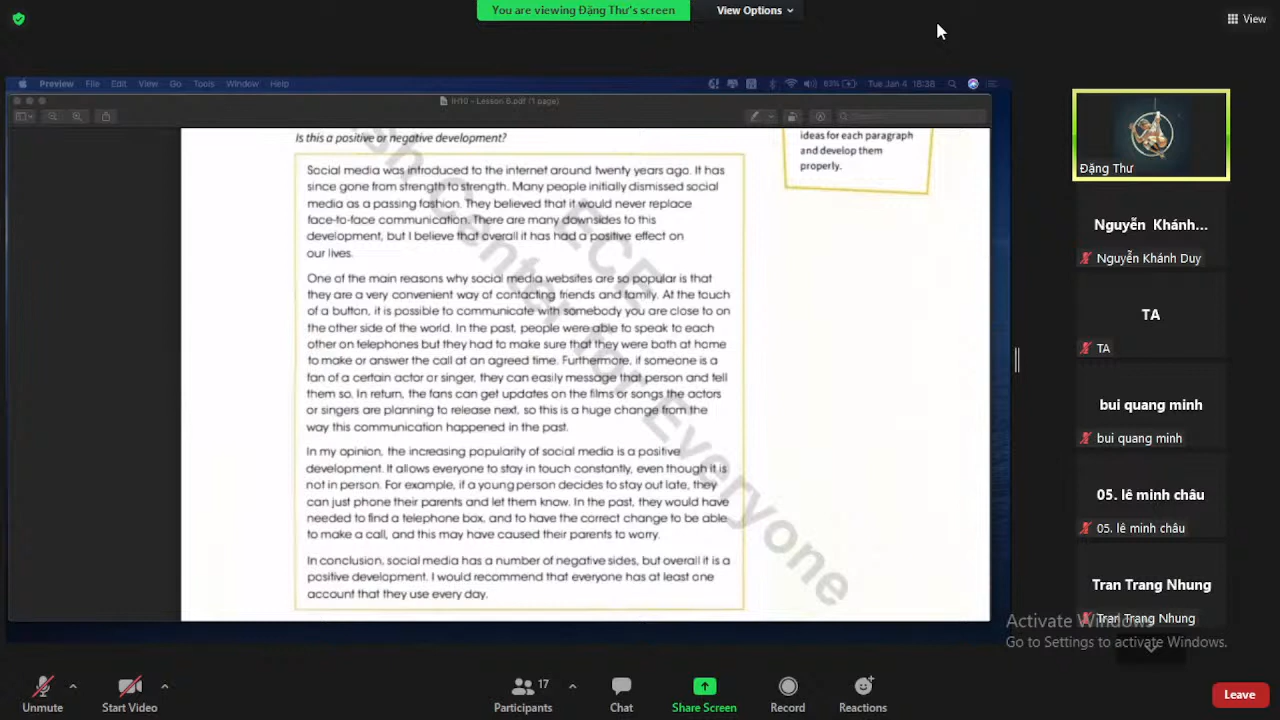 You are viewing Đặng Thư's screen
View Options
View
Preview File Edit View Go Tools Window Help
63% Tue Jan 4 18:38
IH10 - Lesson 6.pdf (1 page)
Search
Is this a positive or negative development?
ideas for each paragraph
and develop them
properly.
Social media was introduced to the internet around twenty years ago. It has
since gone from strength to strength. Many people initially dismissed social
media as a passing fashion. They believed that it would never replace
face-to-face communication. There are many downsides to this
development, but I believe that overall it has had a positive effect on
our lives.
One of the main reasons why social media websites are so popular is that
they are a very convenient way of contacting friends and family. At the touch
of a button, it is possible to communicate with somebody you are close to on
the other side of the world. In the past, people were able to speak to each
other on telephones but they had to make sure that they were both at home
to make or answer the call at an agreed time. Furthermore, if someone is a
fan of a certain actor or singer, they can easily message that person and tell
them so. In return, the fans can get updates on the films or songs the actors
or singers are planning to release next, so this is a huge change from the
way this communication happened in the past.
In my opinion, the increasing popularity of social media is a positive
development. It allows everyone to stay in touch constantly, even though it is
not in person. For example, if a young person decides to stay out late, they
can just phone their parents and let them know. In the past, they would have
needed to find a telephone box, and to have the correct change to be able
to make a call, and this may have caused their parents to worry.
In conclusion, social media has a number of negative sides, but overall it is a
positive development. I would recommend that everyone has at least one
account that they use every day.
ECE
Center for Everyone
Đặng Thư
Nguyễn Khánh...
Nguyễn Khánh Duy
TA
TA
bui quang minh
bui quang minh
05. lê minh châu
05. lê minh châu
Tran Trang Nhung
Tran Trang Nhung
Activate Windows
Go to Settings to activate Windows.
Unmute
Start Video
17
Participants
Chat
Share Screen
Record
Reactions
Leave